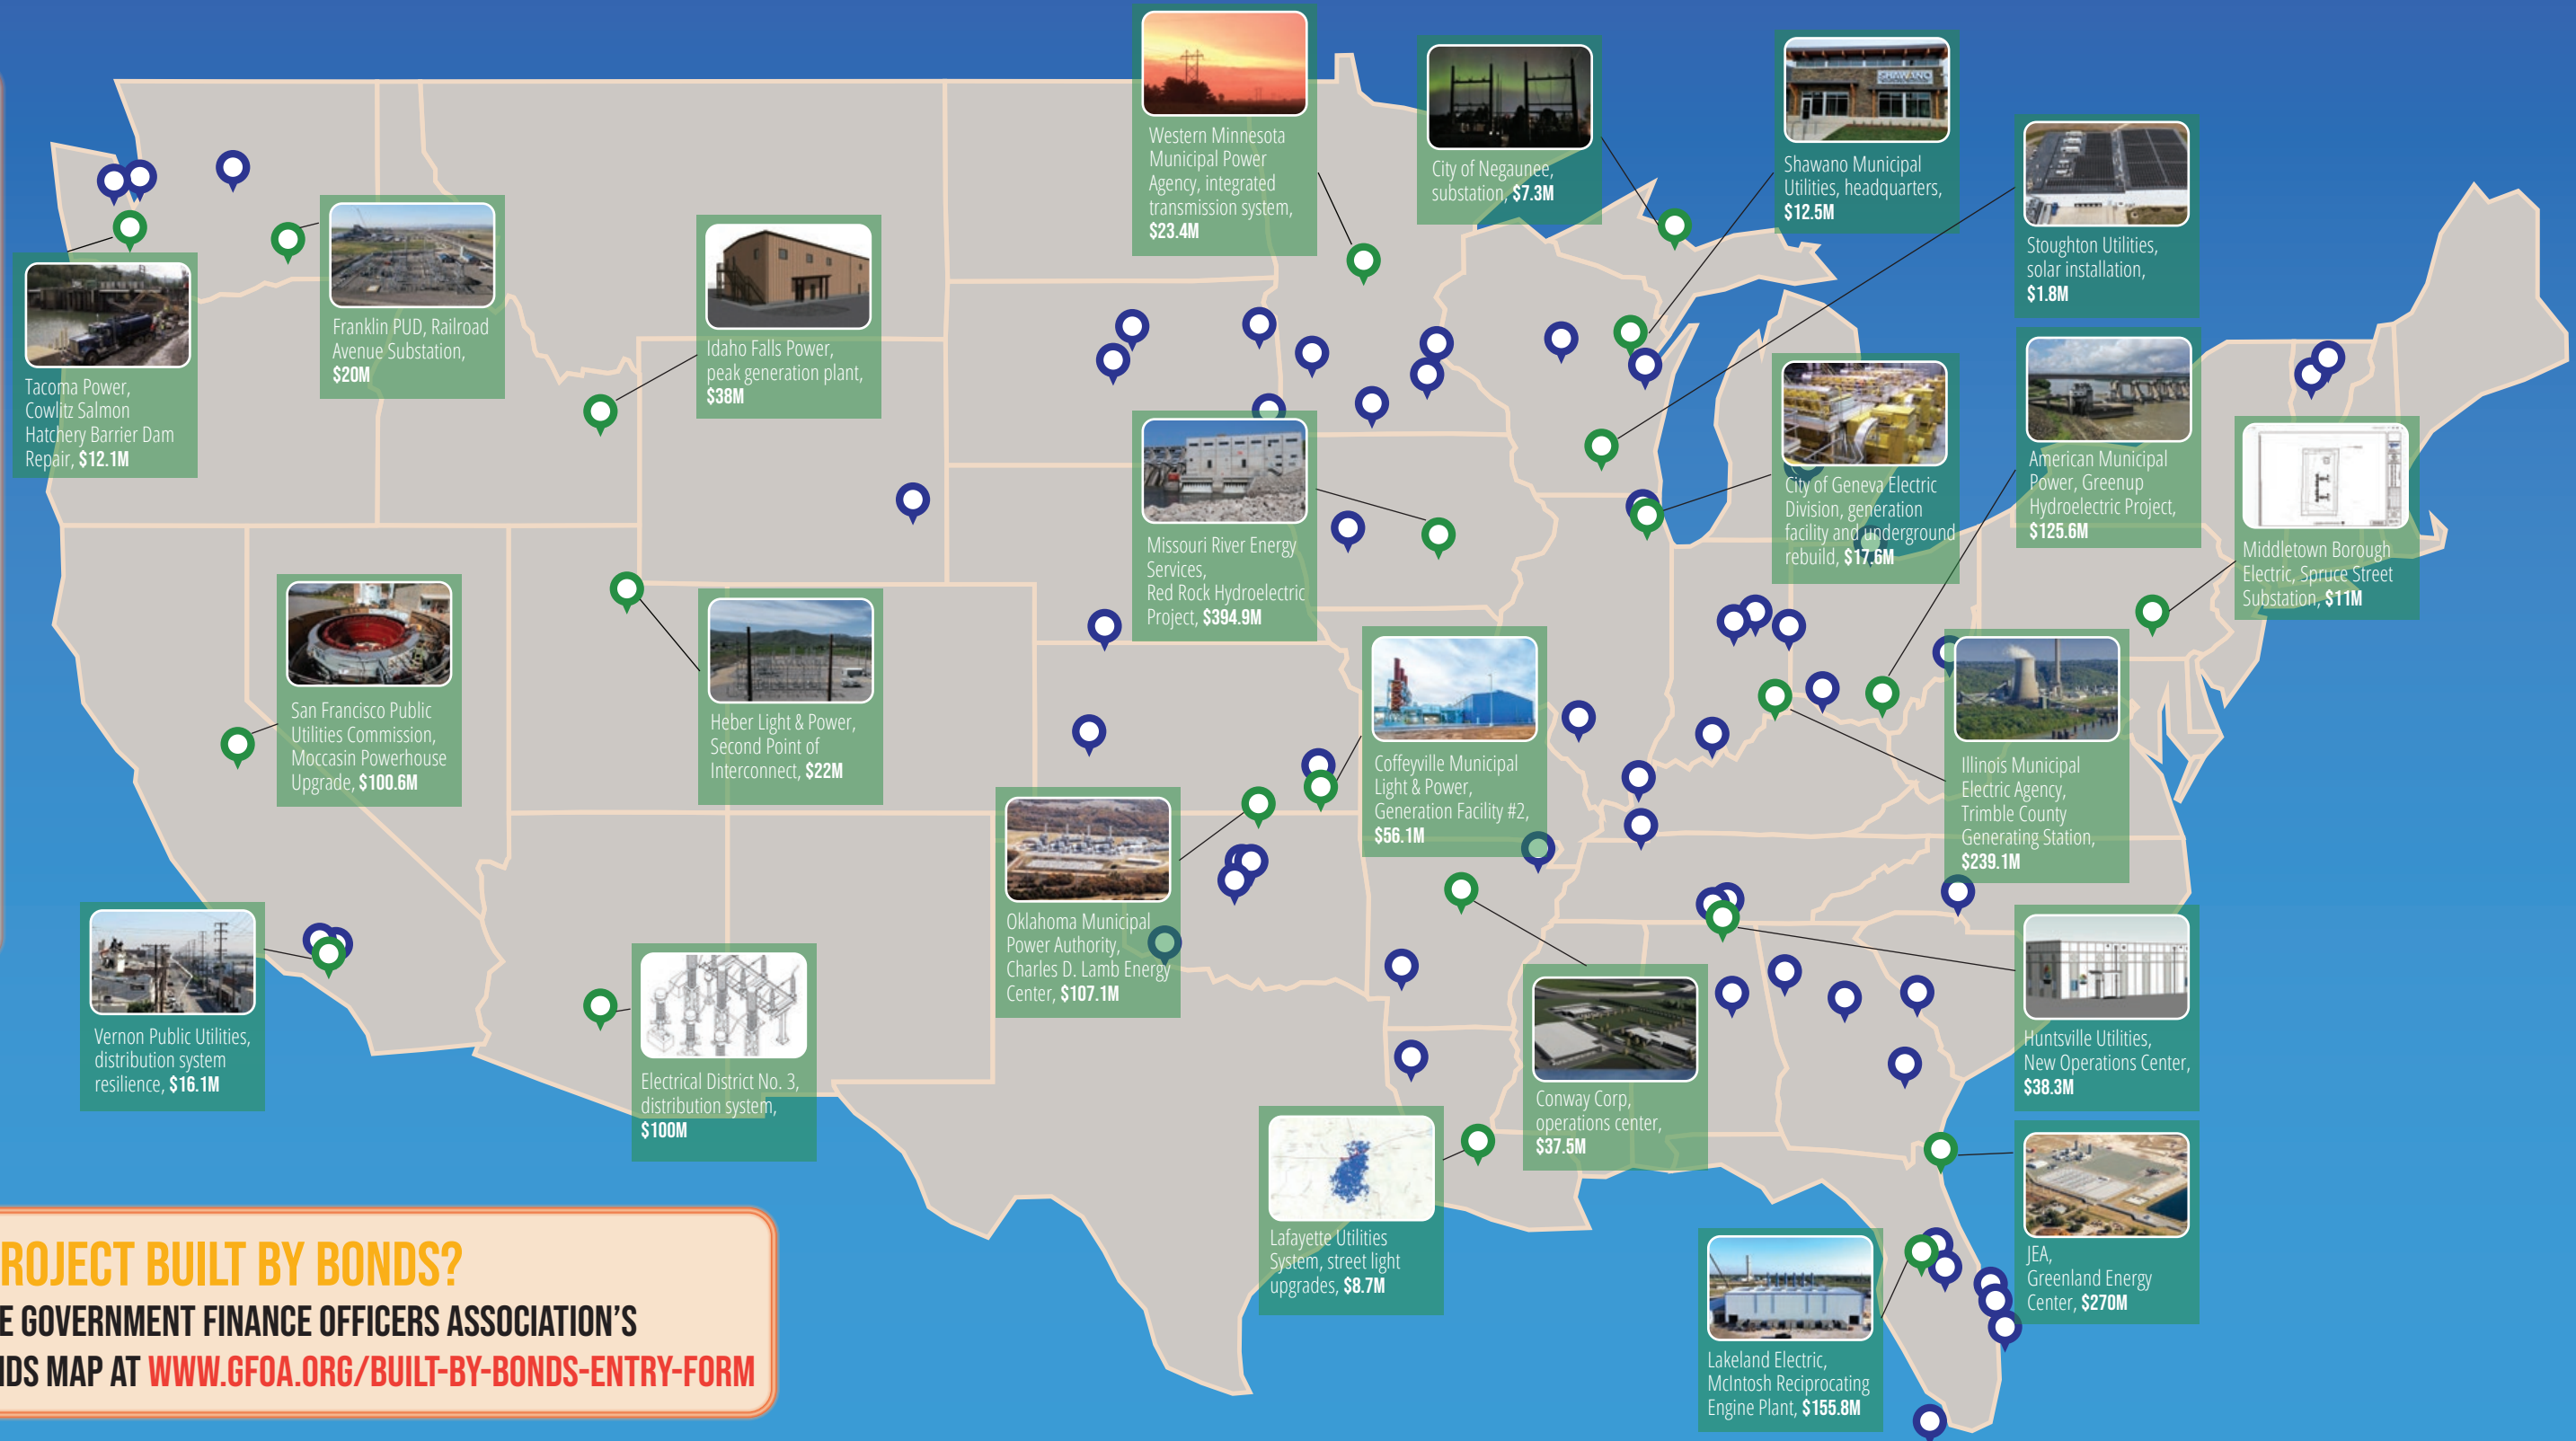 Western Minnesota
Municipal Power
Agency, integrated
transmission system,
$23.4M
City of Negaunee,
substation, $7.3M
SHAWANO
Shawano Municipal
Utilities, headquarters,
$12.5M
Stoughton Utilities,
solar installation,
$1.8M
Tacoma Power,
Cowlitz Salmon
Hatchery Barrier Dam
Repair, $12.1M
Franklin PUD, Railroad
Avenue Substation,
$20M
Idaho Falls Power,
peak generation plant,
$38M
Missouri River Energy
Services,
Red Rock Hydroelectric
Project, $394.9M
City of Geneva Electric
Division, generation
facility and underground
rebuild, $17.6M
American Municipal
Power, Greenup
Hydroelectric Project,
$125.6M
Middletown Borough
Electric, Spruce Street
Substation, $11M
San Francisco Public
Utilities Commission,
Moccasin Powerhouse
Upgrade, $100.6M
Heber Light & Power,
Second Point of
Interconnect, $22M
Coffeyville Municipal
Light & Power,
Generation Facility #2,
$56.1M
Illinois Municipal
Electric Agency,
Trimble County
Generating Station,
$239.1M
Vernon Public Utilities,
distribution system
resilience, $16.1M
Electrical District No. 3,
distribution system,
$100M
Oklahoma Municipal
Power Authority,
Charles D. Lamb Energy
Center, $107.1M
Conway Corp,
operations center,
$37.5M
Huntsville Utilities,
New Operations Center,
$38.3M
Lafayette Utilities
System, street light
upgrades, $8.7M
JEA,
Greenland Energy
Center, $270M
Lakeland Electric,
McIntosh Reciprocating
Engine Plant, $155.8M
ROJECT BUILT BY BONDS?
E GOVERNMENT FINANCE OFFICERS ASSOCIATION'S
NDS MAP AT WWW.GFOA.ORG/BUILT-BY-BONDS-ENTRY-FORM